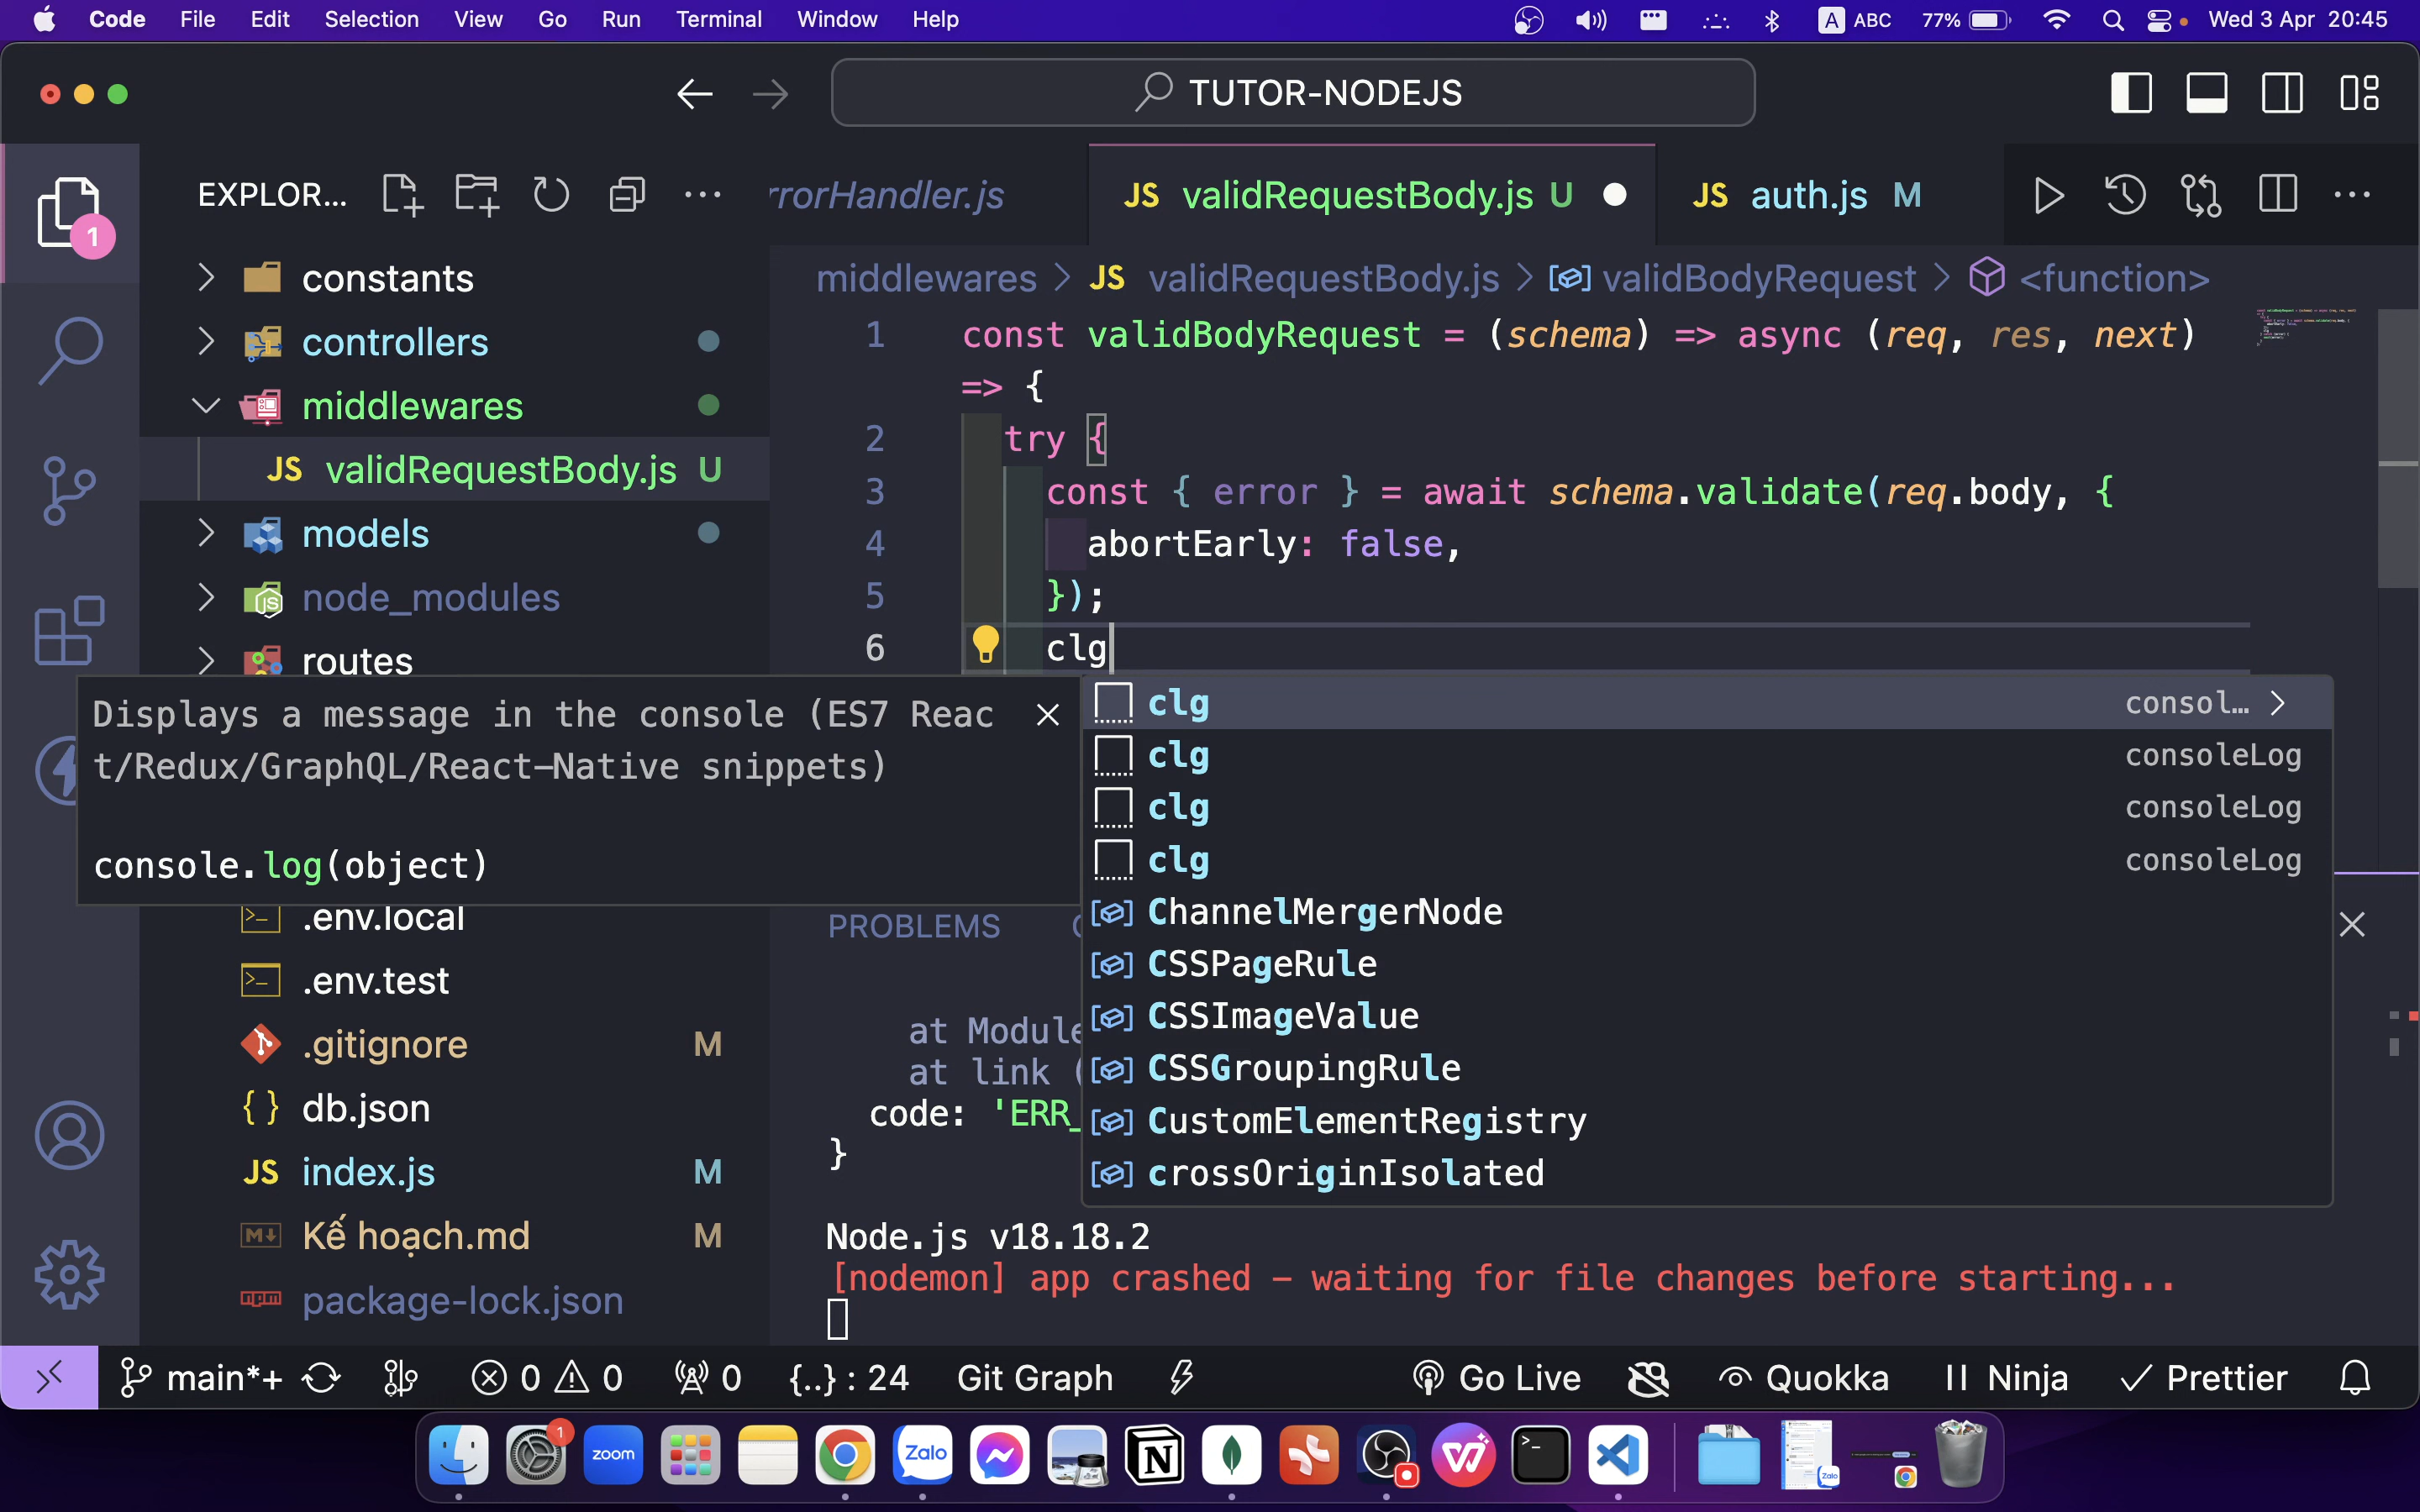 Code File Edit Selection View Go Run Terminal Window Help A ABC 77% Wed 3 Apr 20:45
TUTOR-NODEJS
EXPLOR...
1
rrorHandler.js
JS validRequestBody.js U
JS auth.js M
constants
controllers
middlewares
JS validRequestBody.js U
models
node_modules
routes
middlewares > JS validRequestBody.js > validBodyRequest > <function>
1 const validBodyRequest = (schema) => async (req, res, next)
=> {
2 try {
3 const { error } = await schema.validate(req.body, {
4 abortEarly: false,
5 });
6 clg
Displays a message in the console (ES7 Reac
t/Redux/GraphQL/React-Native snippets)
console.log(object)
clg consol...
clg consoleLog
clg consoleLog
clg consoleLog
ChannelMergerNode
CSSPageRule
CSSImageValue
CSSGroupingRule
CustomElementRegistry
crossOriginIsolated
.env.local
.env.test
.gitignore M
{} db.json
JS index.js M
Kế hoạch.md M
npm package-lock.json
PROBLEMS
at Module
at link (
code: 'ERR_
}
Node.js v18.18.2
[nodemon] app crashed - waiting for file changes before starting...
main*+ 0 0 0 {..} : 24 Git Graph Go Live Quokka Ninja Prettier
1
zoom
Zalo